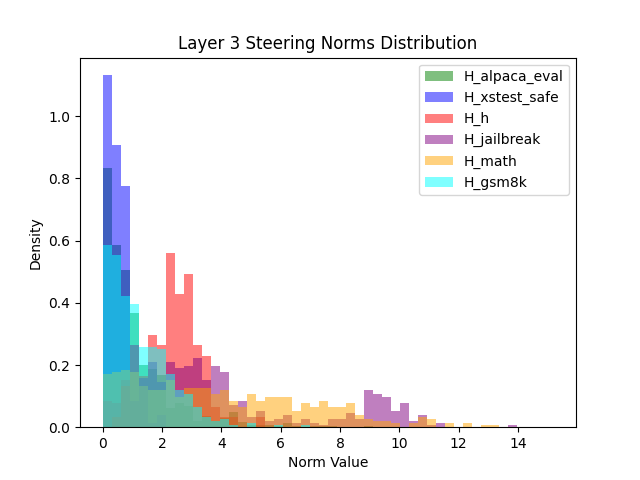 Layer 3 Steering Norms Distribution
H_alpaca_eval
H_xstest_safe
H_h
H_jailbreak
H_math
H_gsm8k
Density
1.0
0.8
0.6
0.4
0.2
0.0
0 2 4 6 8 10 12 14
Norm Value